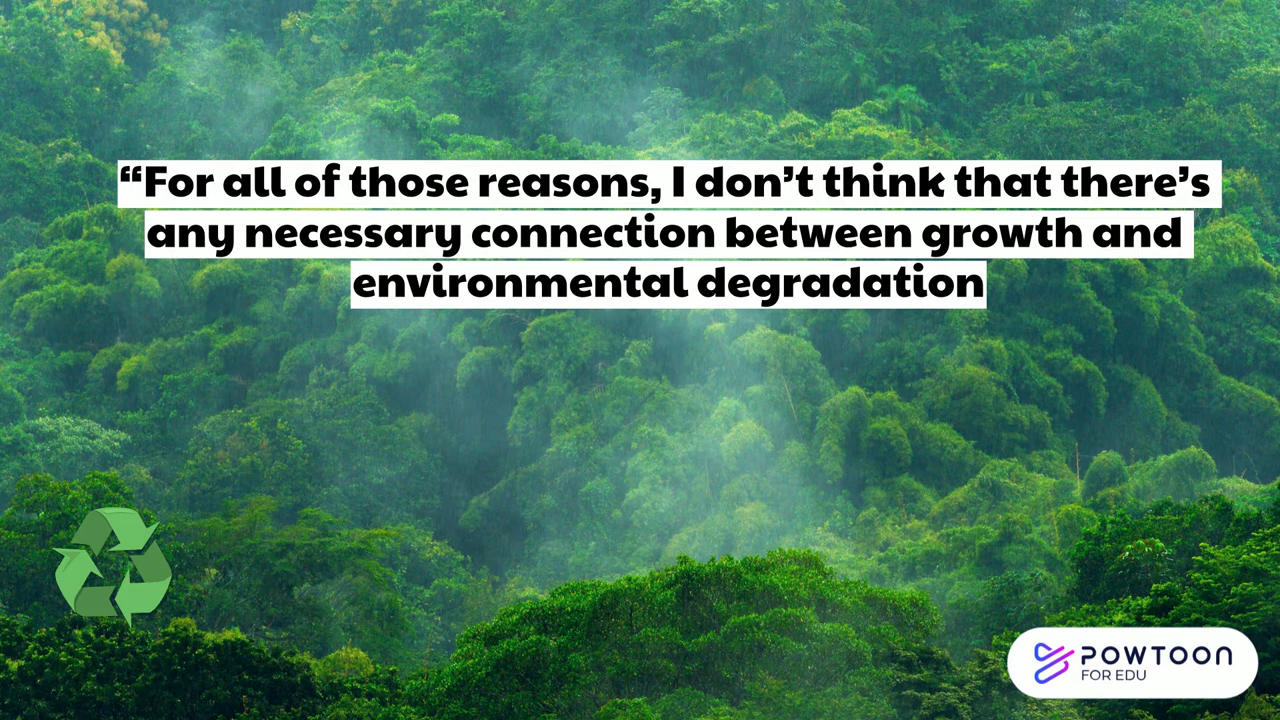 “For all of those reasons, I don’t think that there’s
any necessary connection between growth and
environmental degradation
POWTOON
FOR EDU